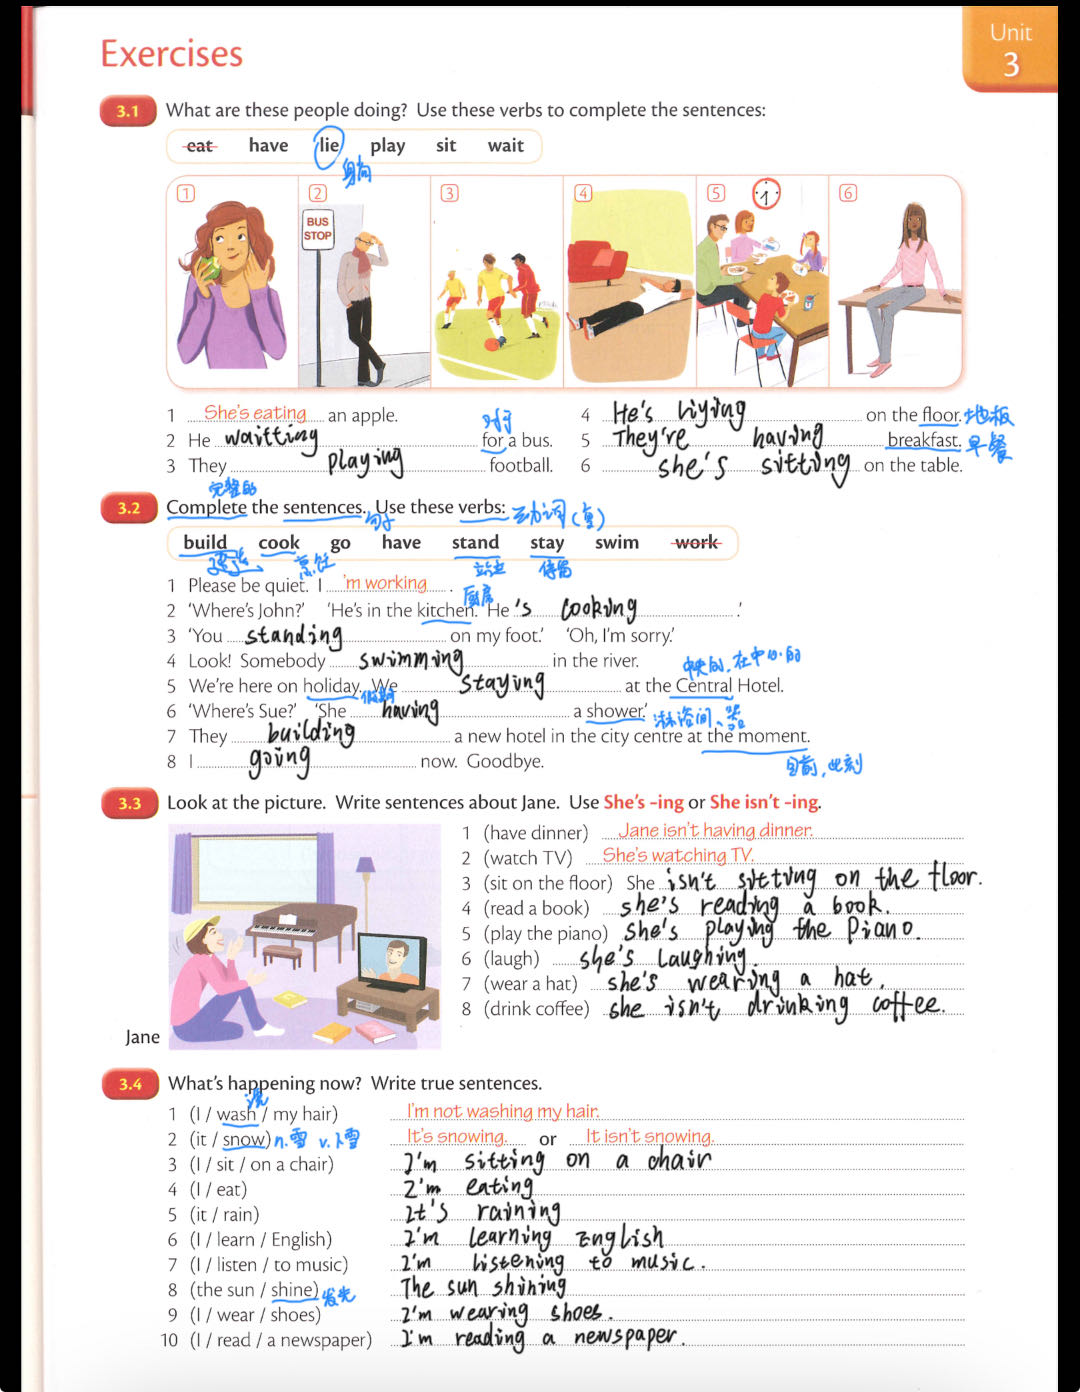 Exercises
Unit
3
3.1 What are these people doing? Use these verbs to complete the sentences:
eat have lie play sit wait
身尚
1 2 3 4 5 6
BUS
STOP
1 She's eating an apple.
对于
2 He waitting for a bus.
3 They playing football.
4 He's liying on the floor. 地板
5 They're having breakfast. 早餐
6 she's sitting on the table.
完整的
3.2 Complete the sentences. Use these verbs: 动词(复)
句子
build cook go have stand stay swim work
建造 烹饪 站立 停留
1 Please be quiet. I 'm working .
厨房
2 'Where's John?' 'He's in the kitchen. He 's cooking .'
3 'You standing on my foot.' 'Oh, I'm sorry.'
4 Look! Somebody swimming in the river.
中央的,在中心的
5 We're here on holiday. We staying at the Central Hotel.
假期
6 'Where's Sue?' 'She having a shower.' 淋浴间、器
7 They building a new hotel in the city centre at the moment.
目前,此刻
8 I going now. Goodbye.
3.3 Look at the picture. Write sentences about Jane. Use She's -ing or She isn't -ing.
1 (have dinner) Jane isn't having dinner.
2 (watch TV) She's watching TV.
3 (sit on the floor) She isn't sitting on the floor.
4 (read a book) she's reading a book.
5 (play the piano) she's playing the Piano.
6 (laugh) she's laughing.
7 (wear a hat) she's wearing a hat.
8 (drink coffee) she isn't drinking coffee.
Jane
3.4 What's happening now? Write true sentences.
1 (I / wash / my hair) I'm not washing my hair.
2 (it / snow) n.雪 v.下雪 It's snowing. or It isn't snowing.
3 (I / sit / on a chair) I'm sitting on a chair
4 (I / eat) I'm eating
5 (it / rain) It's raining
6 (I / learn / English) I'm learning English
7 (I / listen / to music) I'm listening to music.
8 (the sun / shine) 发光 The sun shining
9 (I / wear / shoes) I'm wearing shoes.
10 (I / read / a newspaper) I'm reading a newspaper.